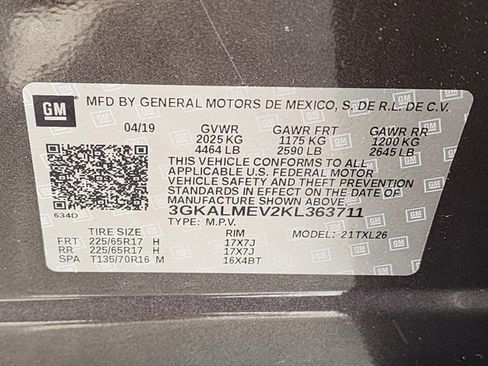 GM
MFD BY GENERAL MOTORS DE MEXICO, S. DE R.L. DE C.V.
04/19 GVWR GAWR FRT GAWR RR
2025 KG 1175 KG 1200 KG
4464 LB 2590 LB 2645 LB
THIS VEHICLE CONFORMS TO ALL
APPLICABLE U.S. FEDERAL MOTOR
VEHICLE SAFETY AND THEFT PREVENTION
STANDARDS IN EFFECT ON THE DATE OF
MANUFACTURE SHOWN ABOVE.
634D 3GKALMEV2KL363711
TYPE: M.P.V.
TIRE SIZE RIM MODEL: 21TXL26
FRT 225/65R17 H 17X7J
RR 225/65R17 H 17X7J
SPA T135/70R16 M 16X4BT